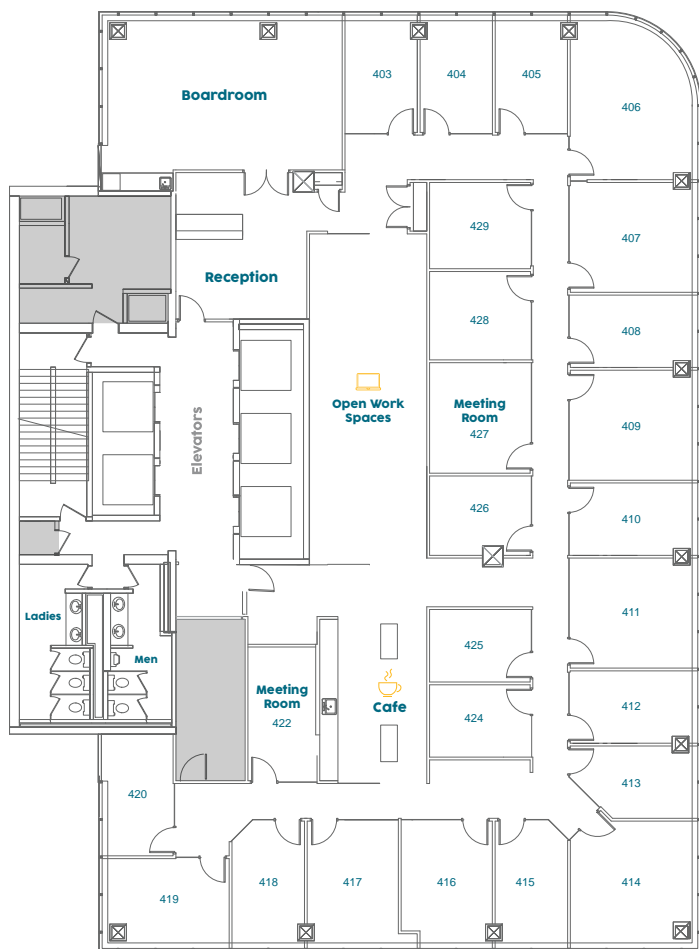 403
404
405
Boardroom
406
429
407
Reception
428
408
Open Work
Spaces
Meeting
Room
427
409
Elevators
426
410
Ladies
Men
425
411
Meeting
Room
422
Cafe
424
412
413
420
419
418
417
416
415
414